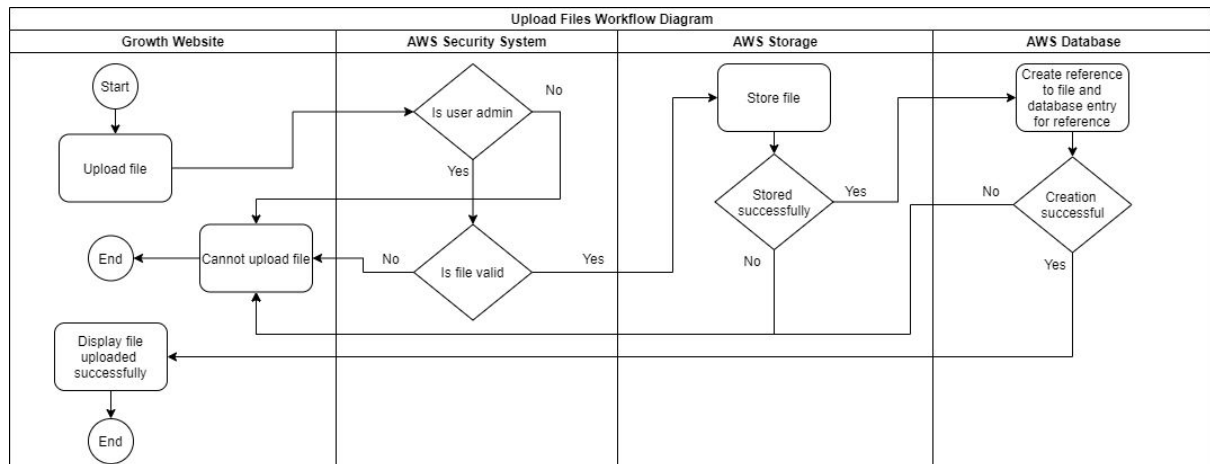 Upload Files Workflow Diagram
Growth Website
AWS Security System
AWS Storage
AWS Database
Start
Upload file
Is user admin
No
Yes
Store file
Create reference
to file and
database entry
for reference
Stored
successfully
Yes
No
Creation
successful
No
Yes
End
Cannot upload file
No
Is file valid
Yes
Display file
uploaded
successfully
End